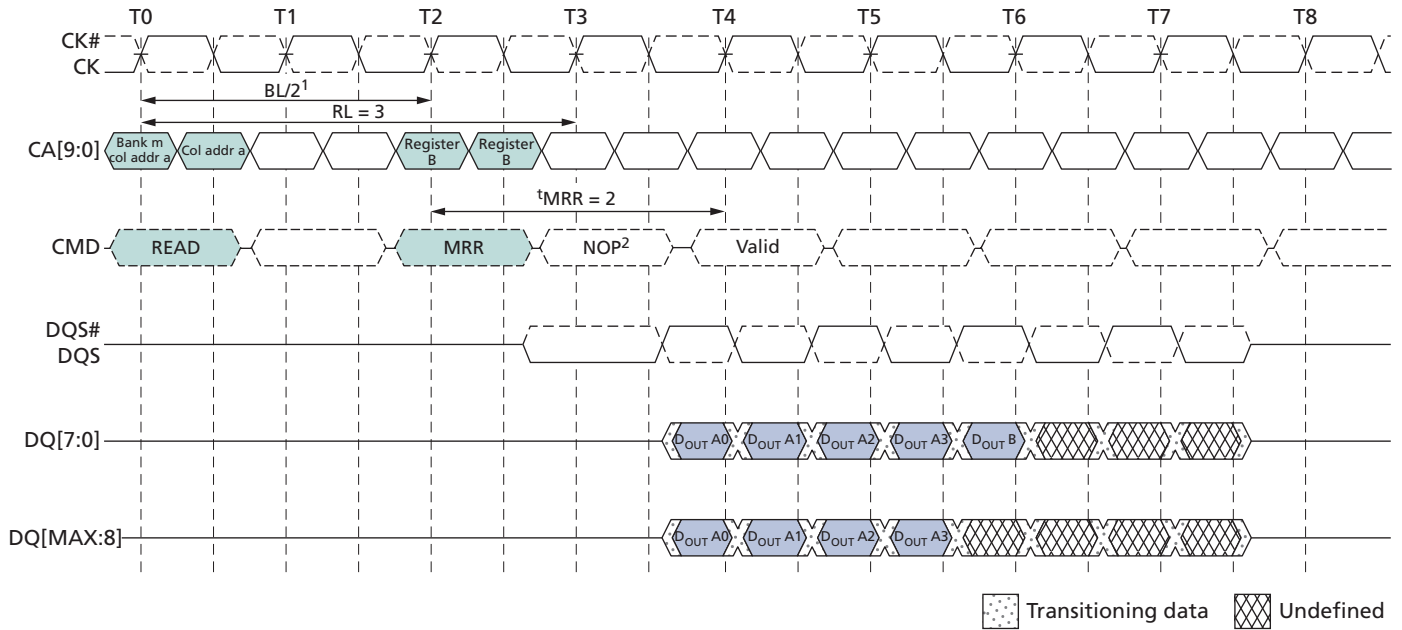 T0 T1 T2 T3 T4 T5 T6 T7 T8
CK#
CK
BL/2¹
RL = 3
CA[9:0] Bank m col addr a Col addr a Register B Register B
ᵗMRR = 2
CMD READ MRR NOP² Valid
DQS#
DQS
DQ[7:0] DOUT A0 DOUT A1 DOUT A2 DOUT A3 DOUT B
DQ[MAX:8] DOUT A0 DOUT A1 DOUT A2 DOUT A3
Transitioning data Undefined